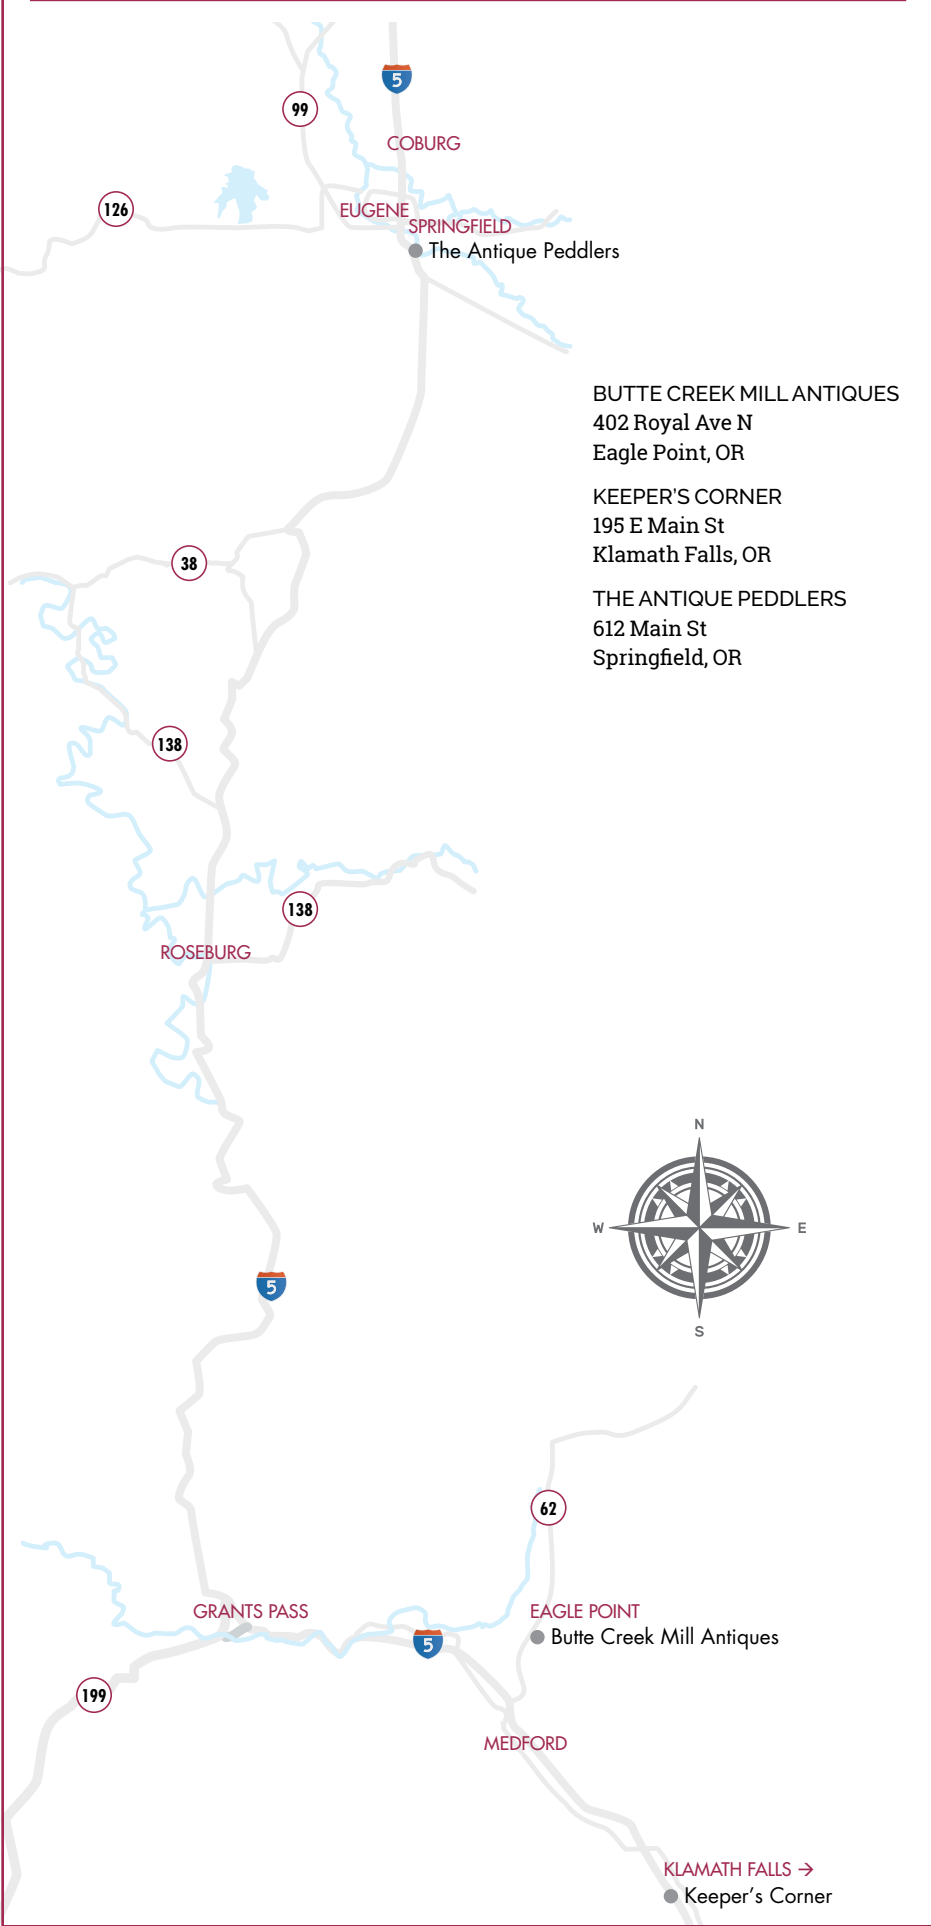 5
99
COBURG
126
EUGENE
SPRINGFIELD
The Antique Peddlers
BUTTE CREEK MILL ANTIQUES
402 Royal Ave N
Eagle Point, OR
KEEPER'S CORNER
195 E Main St
Klamath Falls, OR
THE ANTIQUE PEDDLERS
612 Main St
Springfield, OR
38
138
138
ROSEBURG
N
W
E
S
5
62
GRANTS PASS
EAGLE POINT
Butte Creek Mill Antiques
5
199
MEDFORD
KLAMATH FALLS →
Keeper's Corner